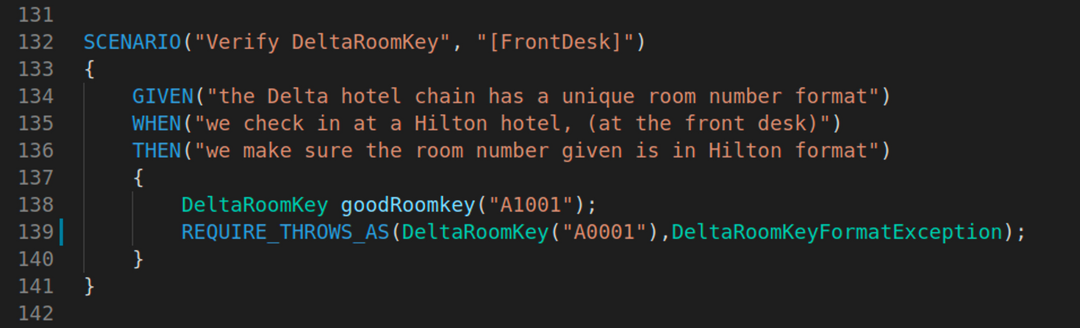 131
132 SCENARIO("Verify DeltaRoomKey", "[FrontDesk]")
133 {
134     GIVEN("the Delta hotel chain has a unique room number format")
135     WHEN("we check in at a Hilton hotel, (at the front desk)")
136     THEN("we make sure the room number given is in Hilton format")
137     {
138         DeltaRoomKey goodRoomkey("A1001");
139         REQUIRE_THROWS_AS(DeltaRoomKey("A0001"),DeltaRoomKeyFormatException);
140     }
141 }
142